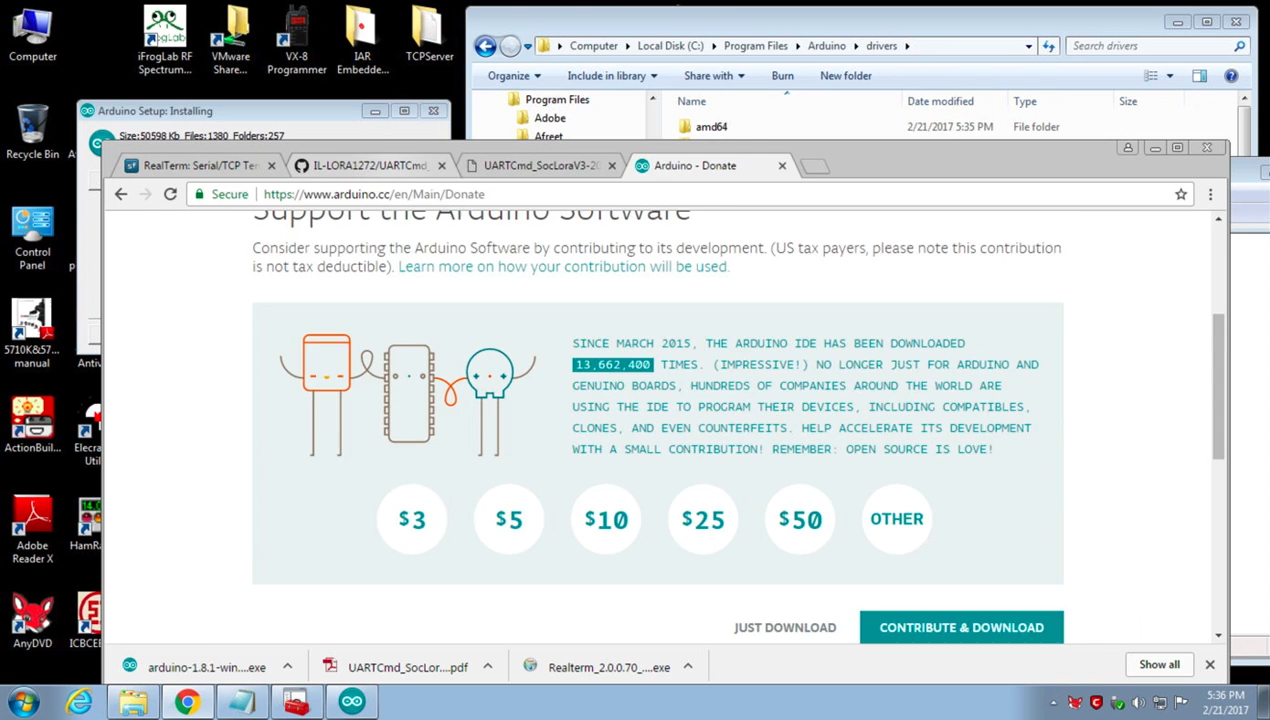 Computer
iFrogLab RF
Spectrum...
VMware
Share...
VX-8
Programmer
IAR
Embedde...
TCPServer
Recycle Bin
Control
Panel
5710K&57...
manual
Antiv
ActionBuil...
Elecra
Util
Adobe
Reader X
HamRa
AnyDVD
ICBCEE
Arduino Setup: Installing
Size:50598 Kb Files:1380 Folders:257
Computer
Local Disk (C:)
Program Files
Arduino
drivers
Search drivers
Organize
Include in library
Share with
Burn
New folder
Program Files
Adobe
Afreet
Name
Date modified
Type
Size
amd64
2/21/2017 5:35 PM
File folder
RealTerm: Serial/TCP Ter
IL-LORA1272/UARTCmd_
UARTCmd_SocLoraV3-20
Arduino - Donate
Secure
https://www.arduino.cc/en/Main/Donate
Support the Arduino Software
Consider supporting the Arduino Software by contributing to its development. (US tax payers, please note this contribution
is not tax deductible). Learn more on how your contribution will be used.
SINCE MARCH 2015, THE ARDUINO IDE HAS BEEN DOWNLOADED
13,662,400 TIMES. (IMPRESSIVE!) NO LONGER JUST FOR ARDUINO AND
GENUINO BOARDS, HUNDREDS OF COMPANIES AROUND THE WORLD ARE
USING THE IDE TO PROGRAM THEIR DEVICES, INCLUDING COMPATIBLES,
CLONES, AND EVEN COUNTERFEITS. HELP ACCELERATE ITS DEVELOPMENT
WITH A SMALL CONTRIBUTION! REMEMBER: OPEN SOURCE IS LOVE!
$3
$5
$10
$25
$50
OTHER
JUST DOWNLOAD
CONTRIBUTE & DOWNLOAD
arduino-1.8.1-win....exe
UARTCmd_SocLor....pdf
Realterm_2.0.0.70_....exe
Show all
5:36 PM
2/21/2017